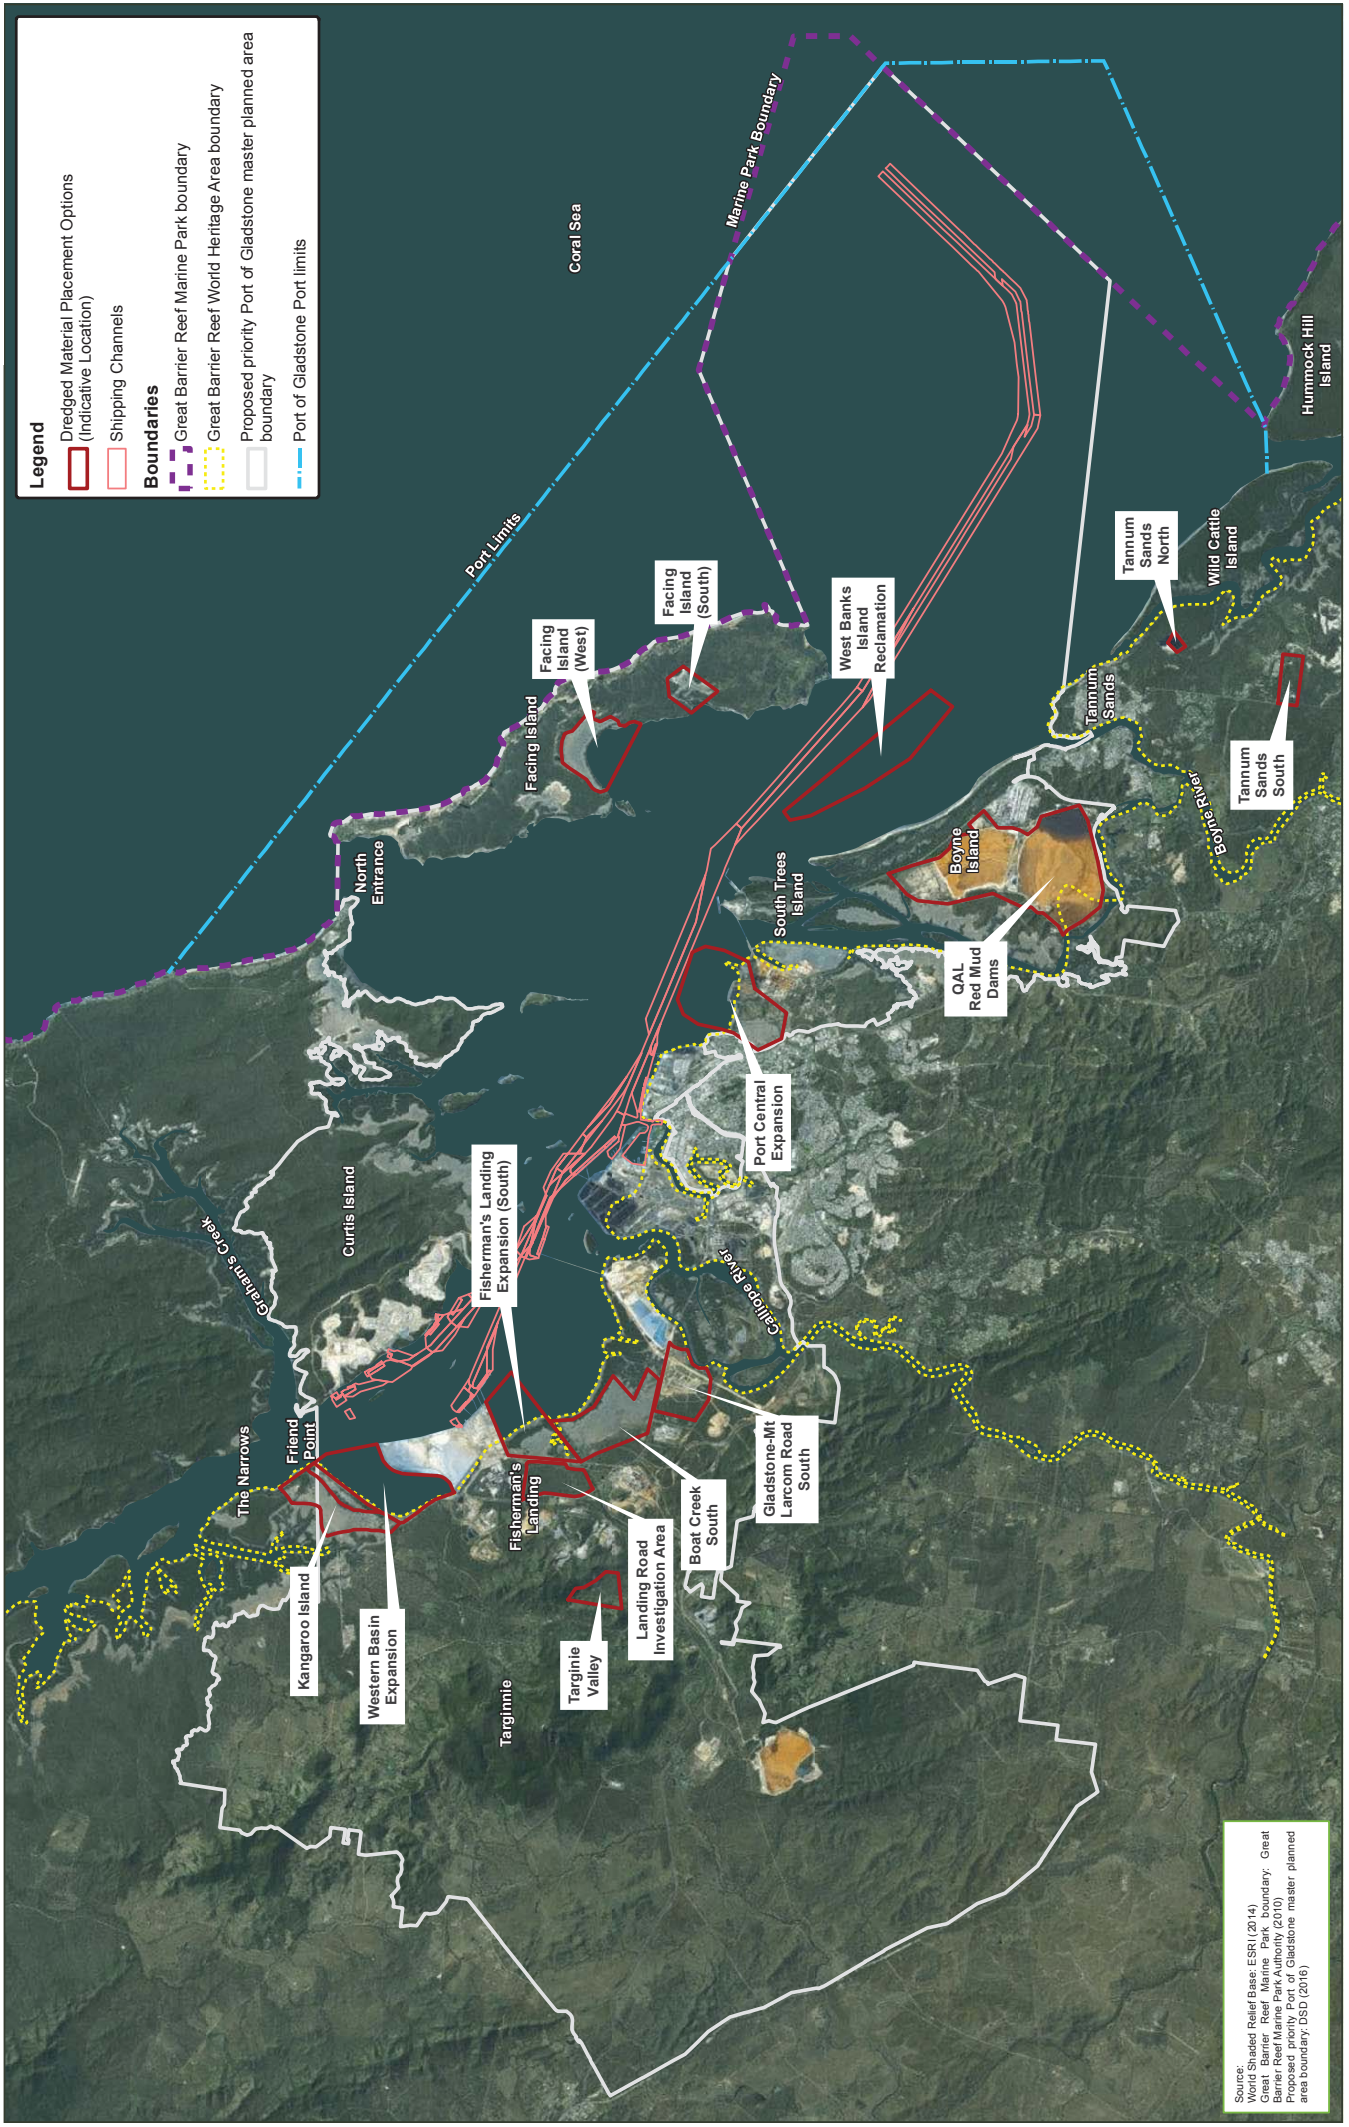 Legend
Dredged Material Placement Options
(Indicative Location)
Shipping Channels
Boundaries
Great Barrier Reef Marine Park boundary
Great Barrier Reef World Heritage Area boundary
Proposed priority Port of Gladstone master planned area
boundary
Port of Gladstone Port limits
Marine Park Boundary
Coral Sea
Port Limits
Hummock Hill
Island
Wild Cattle
Island
Tannum
Sands
North
Tannum
Sands
Tannum
Sands
South
Boyne River
Facing
Island
(South)
Facing
Island
(West)
Facing Island
West Banks
Island
Reclamation
North
Entrance
South Trees
Island
Boyne
Island
QAL
Red Mud
Dams
Port Central
Expansion
Curtis Island
Graham's Creek
Fisherman's Landing
Expansion (South)
Calliope River
The Narrows
Friend
Point
Fisherman's
Landing
Gladstone-Mt
Larcom Road
South
Boat Creek
South
Landing Road
Investigation Area
Kangaroo Island
Western Basin
Expansion
Targinie
Valley
Targinnie
Source:
World Shaded Relief Base: ESRI (2014)
Great Barrier Reef Marine Park boundary: Great
Barrier Reef Marine Park Authority (2010)
Proposed priority Port of Gladstone master planned
area boundary: DSD (2016)